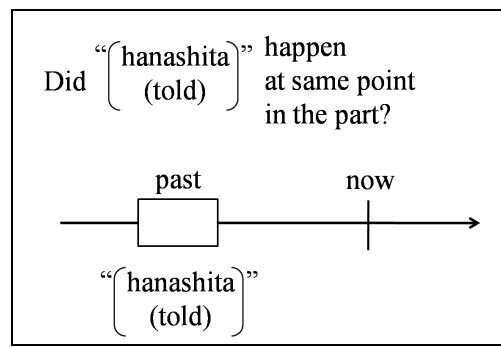 Did “(hanashita (told))” happen
at same point
in the part?
past
now
“(hanashita
(told))”